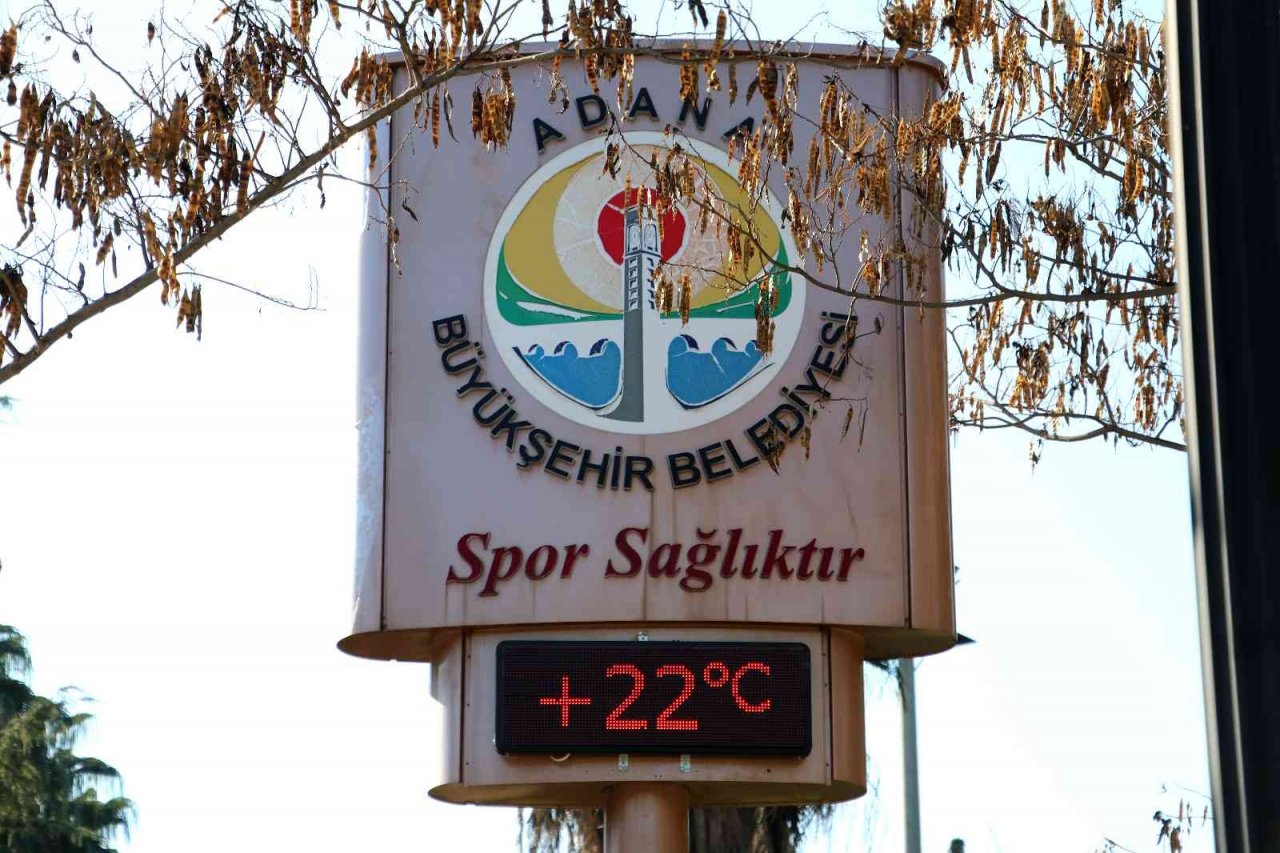 ADANA
BÜYÜKŞEHİR BELEDİYESİ
Spor Sağlıktır
+22°C